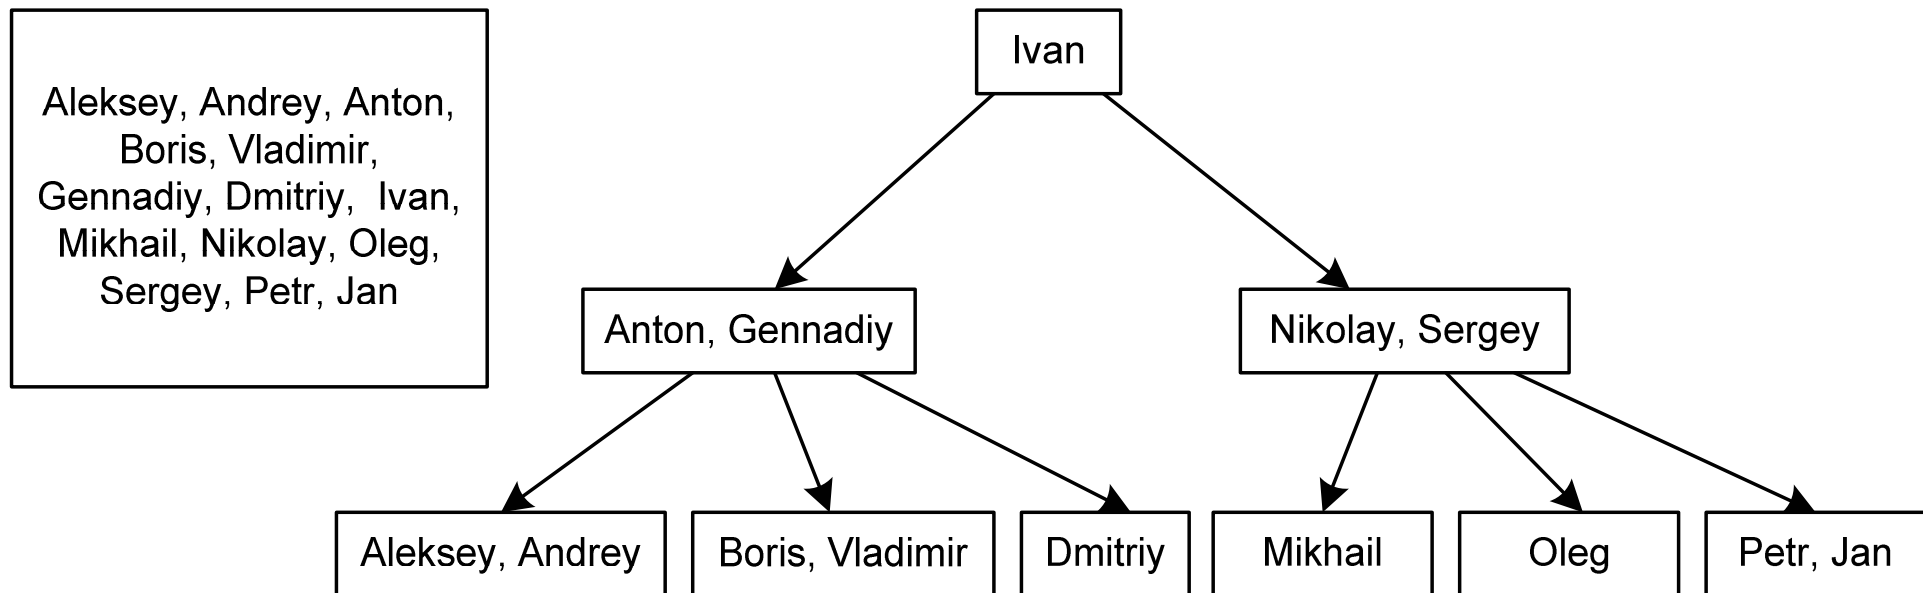 Aleksey, Andrey, Anton,
Boris, Vladimir,
Gennadiy, Dmitriy,  Ivan,
Mikhail, Nikolay, Oleg,
Sergey, Petr, Jan
Ivan
Anton, Gennadiy
Nikolay, Sergey
Aleksey, Andrey
Boris, Vladimir
Dmitriy
Mikhail
Oleg
Petr, Jan